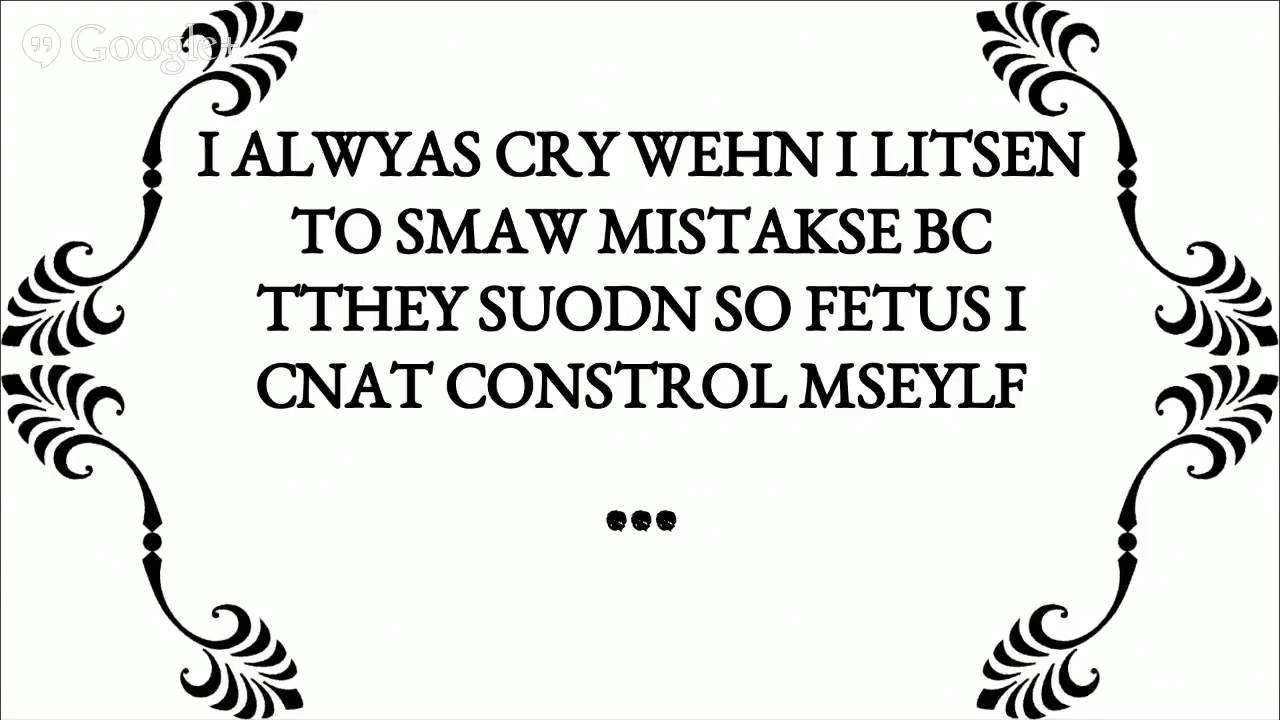 Google+
I ALWYAS CRY WEHN I LITSEN
TO SMAW MISTAKSE BC
TTHEY SUODN SO FETUS I
CNAT CONSTROL MSEYLF